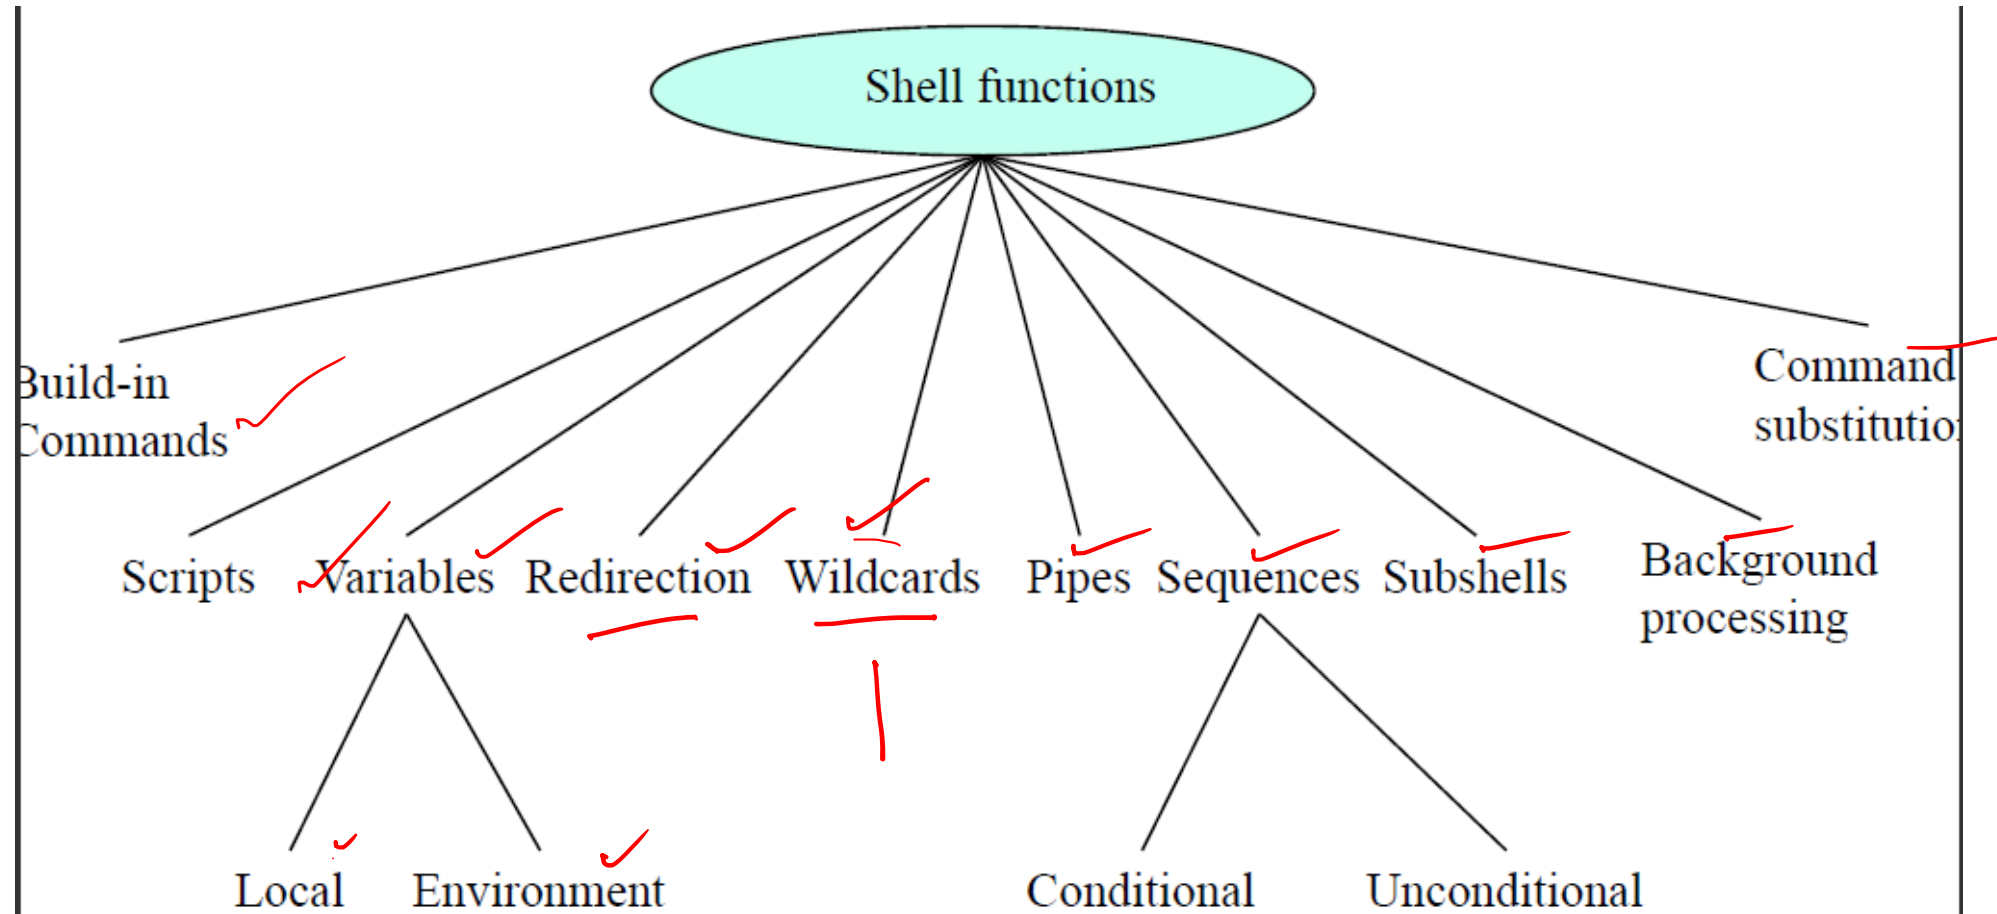 Shell functions
Build-in
Commands
Command
substitution
Scripts
Variables
Redirection
Wildcards
Pipes
Sequences
Subshells
Background
processing
Local
Environment
Conditional
Unconditional